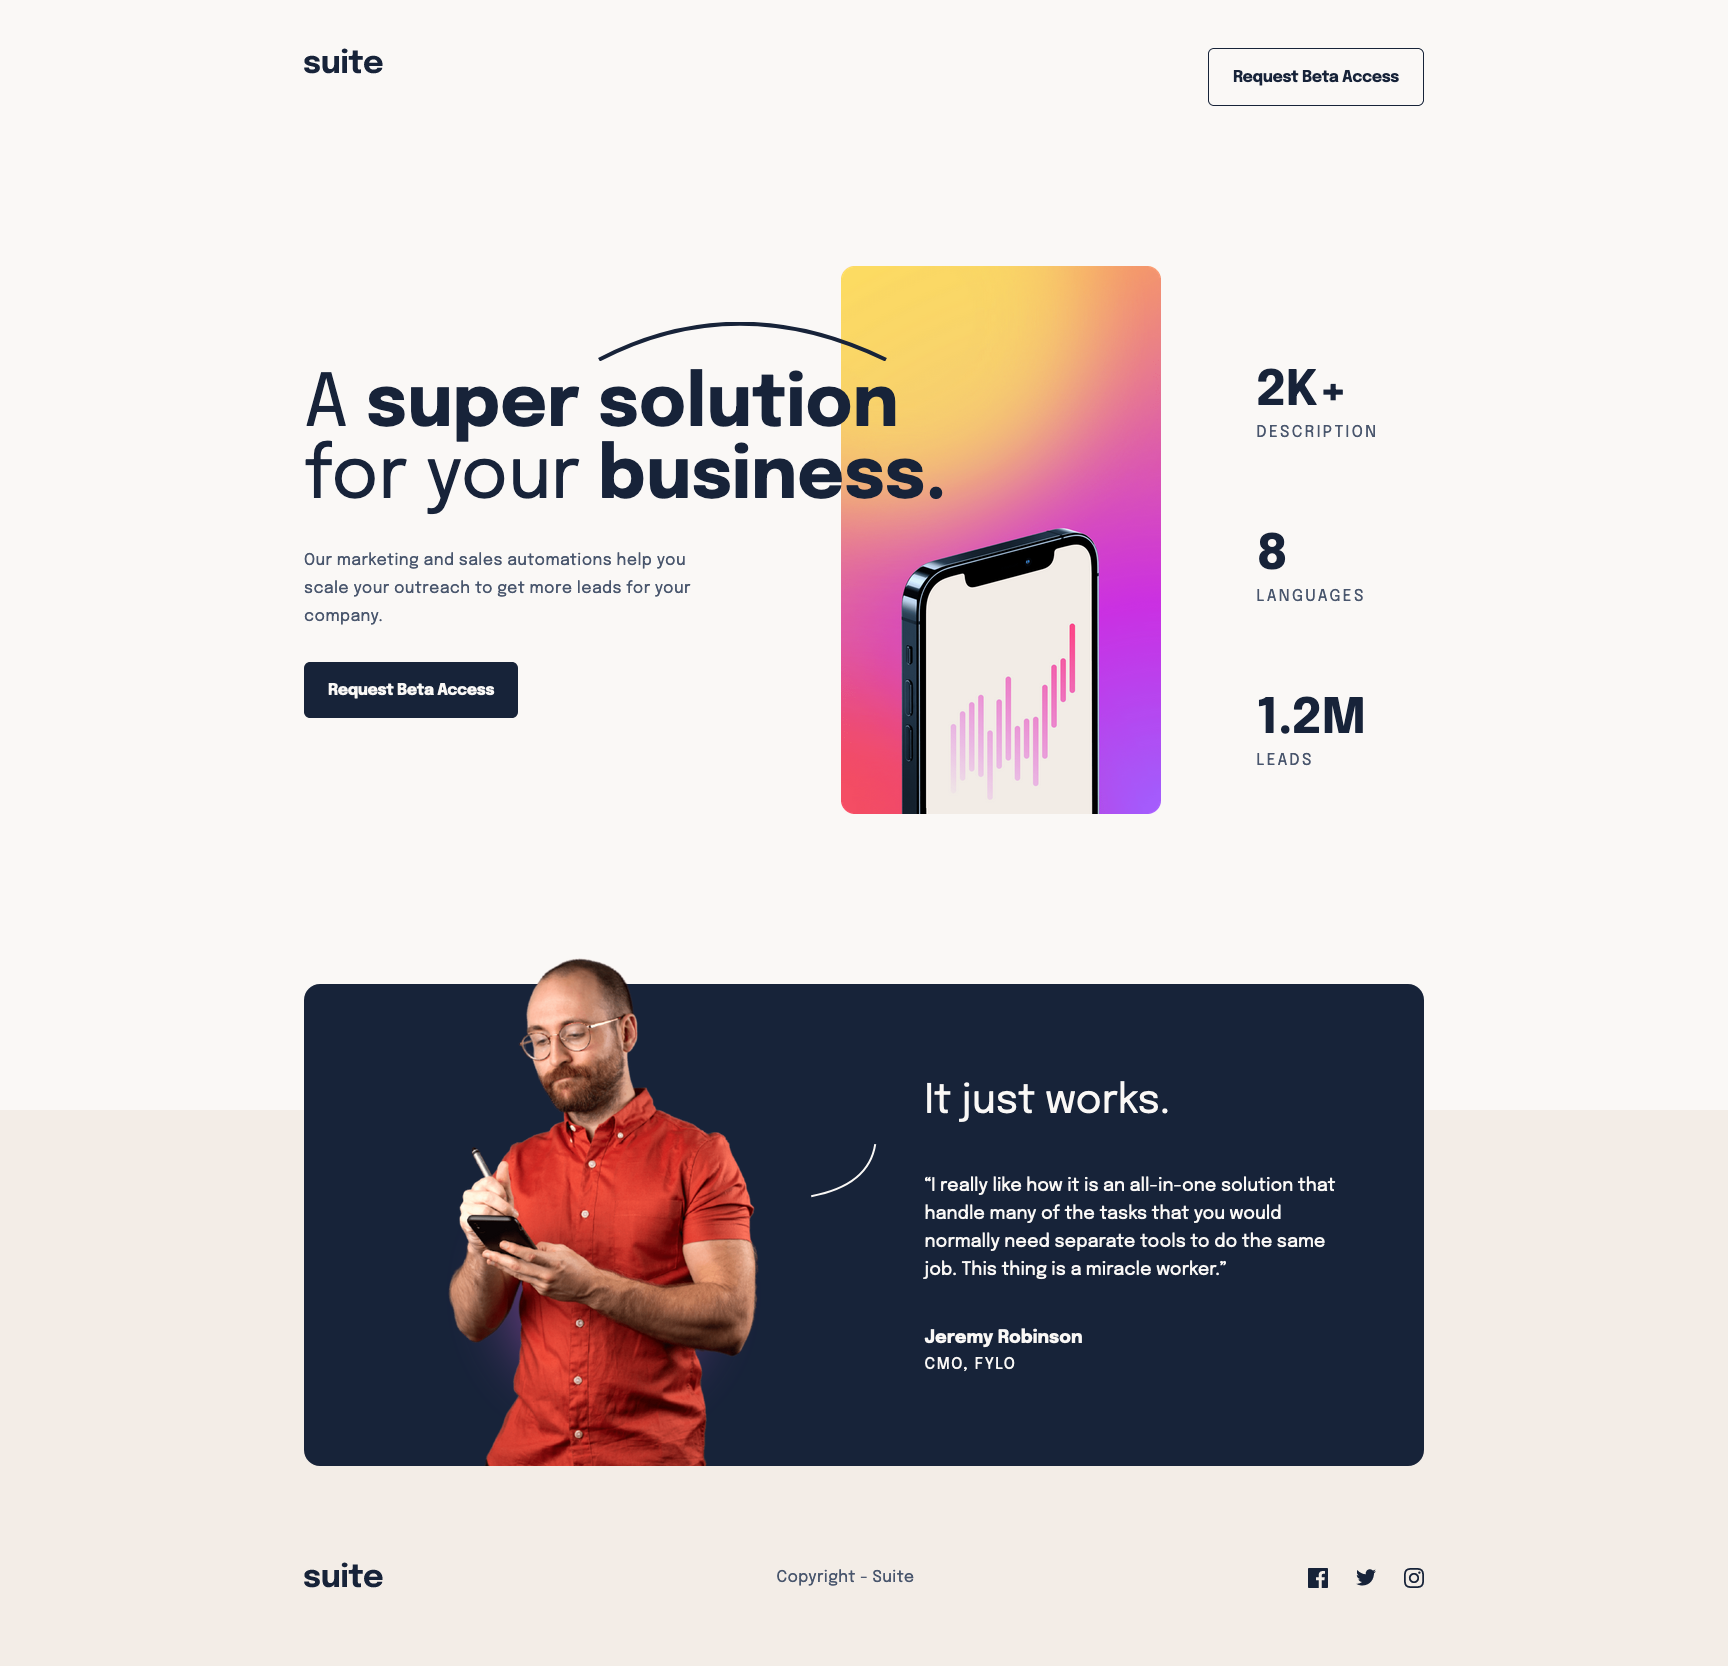 suite
Request Beta Access
A super solution
for your business.
Our marketing and sales automations help you
scale your outreach to get more leads for your
company.
Request Beta Access
2K+
DESCRIPTION
8
LANGUAGES
1.2M
LEADS
It just works.
“I really like how it is an all-in-one solution that
handle many of the tasks that you would
normally need separate tools to do the same
job. This thing is a miracle worker.”
Jeremy Robinson
CMO, FYLO
suite
Copyright - Suite